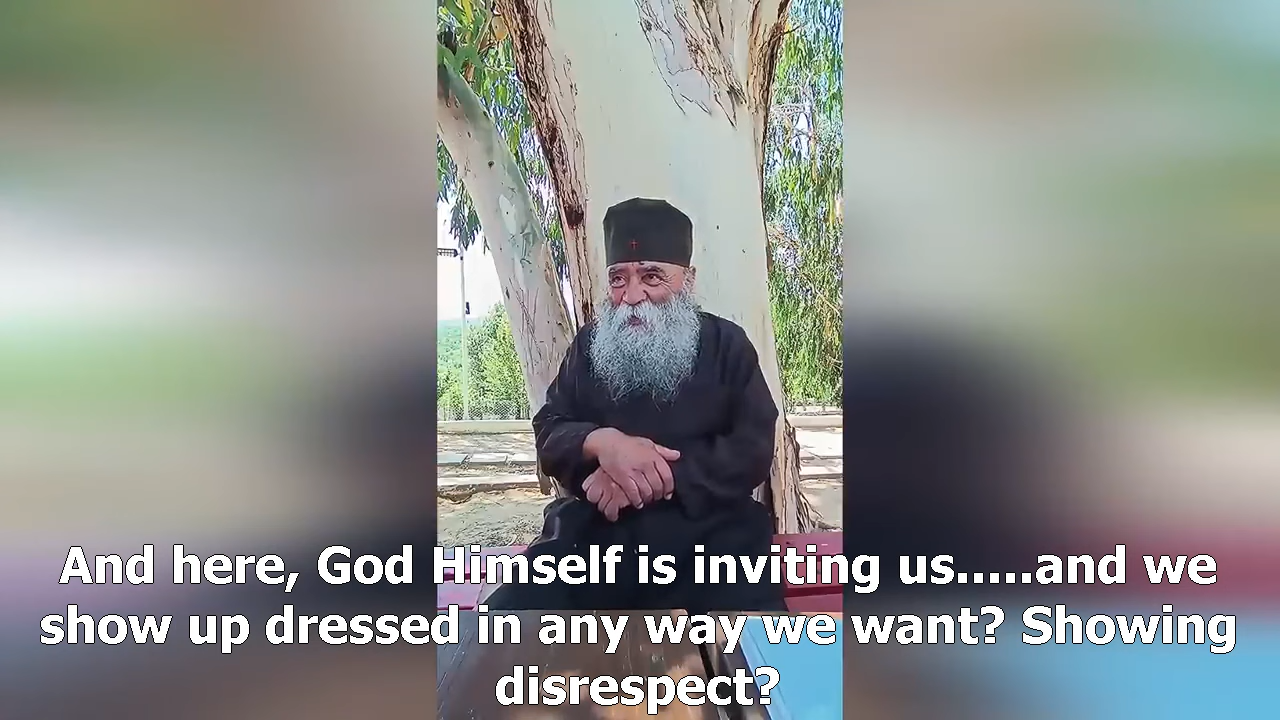 And here, God Himself is inviting us.....and we
show up dressed in any way we want? Showing
disrespect?